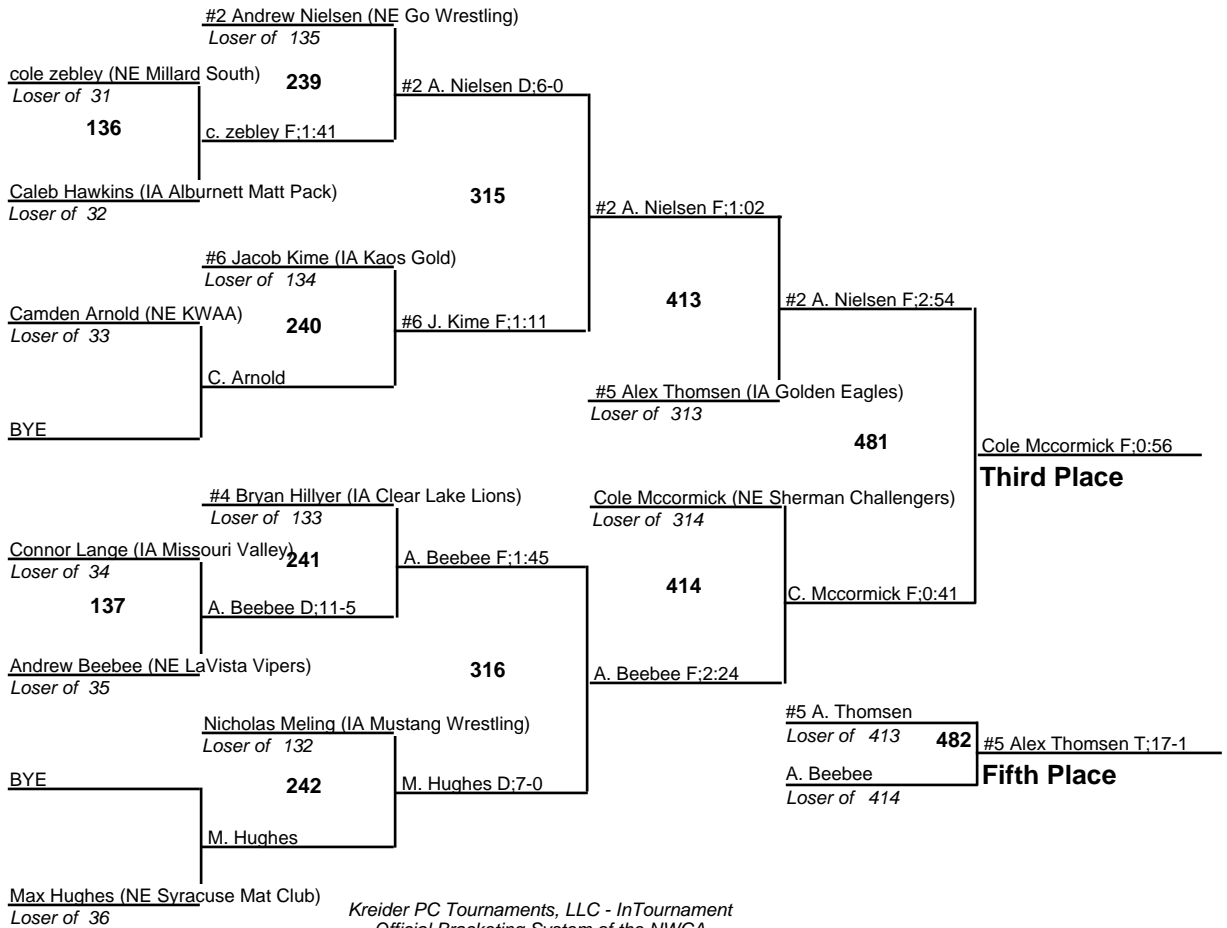 #2 Andrew Nielsen (NE Go Wrestling)
Loser of 135
cole zebley (NE Millard South)
239
Loser of 31
#2 A. Nielsen D;6-0
136
c. zebley F;1:41
Caleb Hawkins (IA Alburnett Matt Pack)
315
Loser of 32
#2 A. Nielsen F;1:02
#6 Jacob Kime (IA Kaos Gold)
Loser of 134
413
#2 A. Nielsen F;2:54
Camden Arnold (NE KWAA)
240
#6 J. Kime F;1:11
Loser of 33
C. Arnold
#5 Alex Thomsen (IA Golden Eagles)
Loser of 313
BYE
481
Cole Mccormick F;0:56
Third Place
#4 Bryan Hillyer (IA Clear Lake Lions)
Cole Mccormick (NE Sherman Challengers)
Loser of 133
Loser of 314
Connor Lange (IA Missouri Valley)
241
A. Beebee F;1:45
Loser of 34
414
137
A. Beebee D;11-5
C. Mccormick F;0:41
Andrew Beebee (NE LaVista Vipers)
316
A. Beebee F;2:24
Loser of 35
#5 A. Thomsen
Nicholas Meling (IA Mustang Wrestling)
Loser of 413
482
#5 Alex Thomsen T;17-1
Loser of 132
Fifth Place
BYE
242
M. Hughes D;7-0
A. Beebee
Loser of 414
M. Hughes
Max Hughes (NE Syracuse Mat Club)
Loser of 36
Kreider PC Tournaments, LLC - InTournament
Official Bracketing System of the NWCA